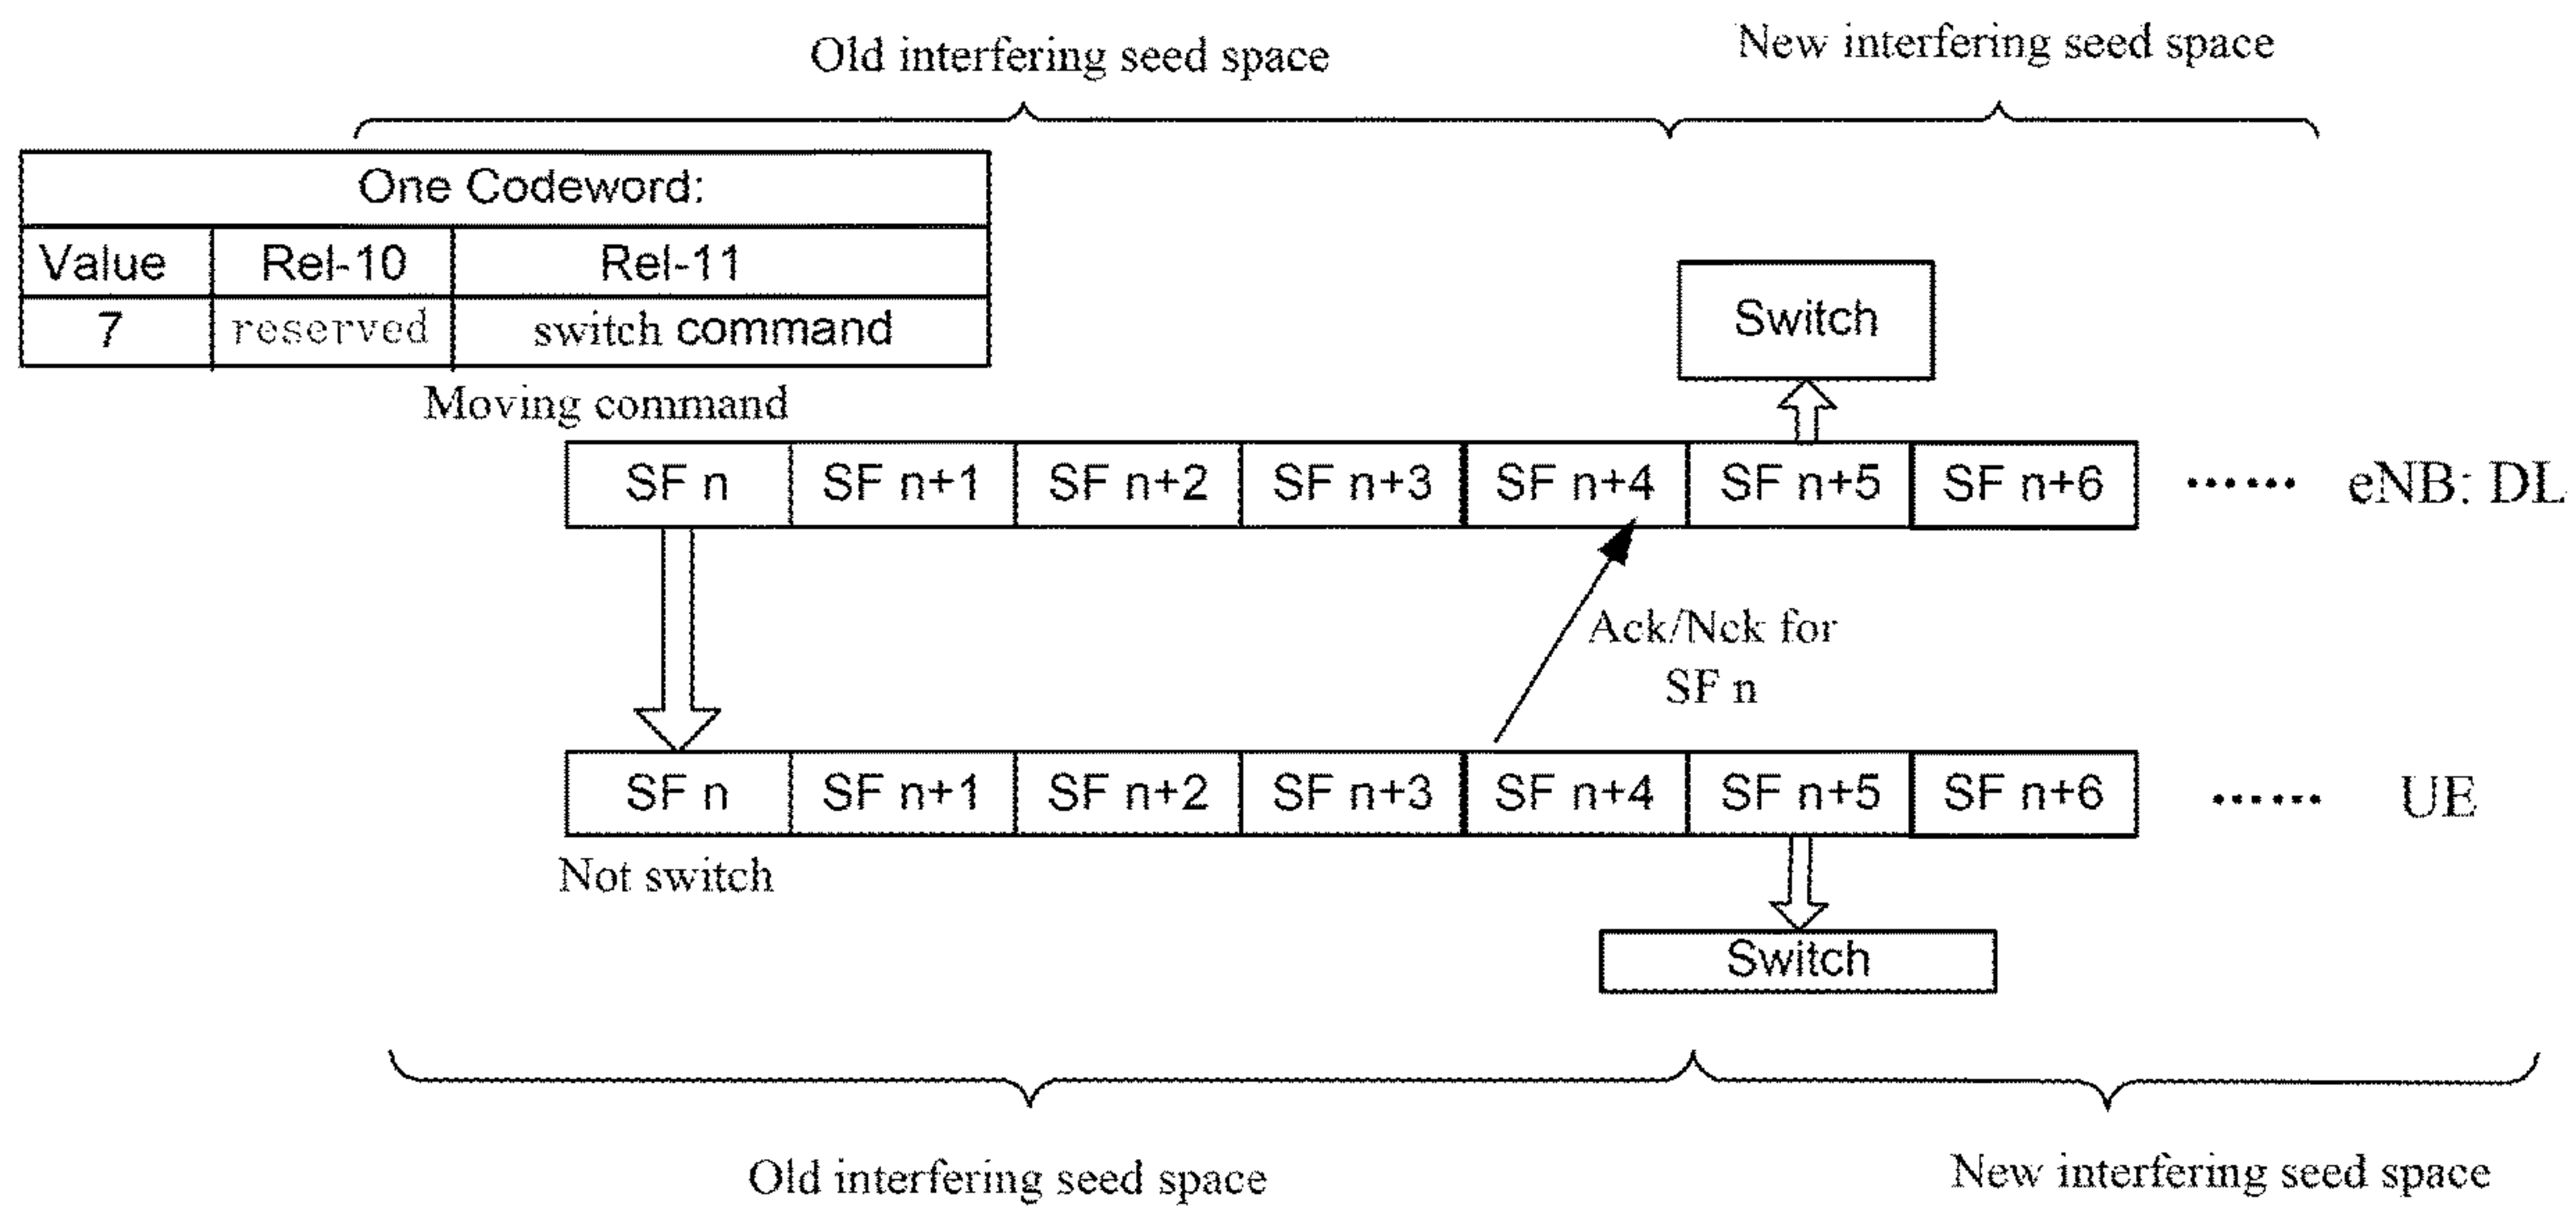 Old interfering seed space
New interfering seed space
One Codeword:
Value Rel-10 Rel-11
7 reserved switch command
Switch
Moving command
SF n SF n+1 SF n+2 SF n+3 SF n+4 SF n+5 SF n+6 ······ eNB: DL
Ack/Nck for
SF n
SF n SF n+1 SF n+2 SF n+3 SF n+4 SF n+5 SF n+6 ······ UE
Not switch
Switch
Old interfering seed space
New interfering seed space